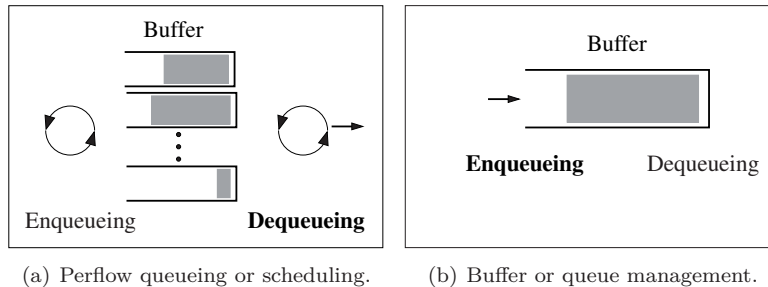 Buffer
Enqueueing
Dequeueing
(a) Perflow queueing or scheduling.
Buffer
Enqueueing
Dequeueing
(b) Buffer or queue management.